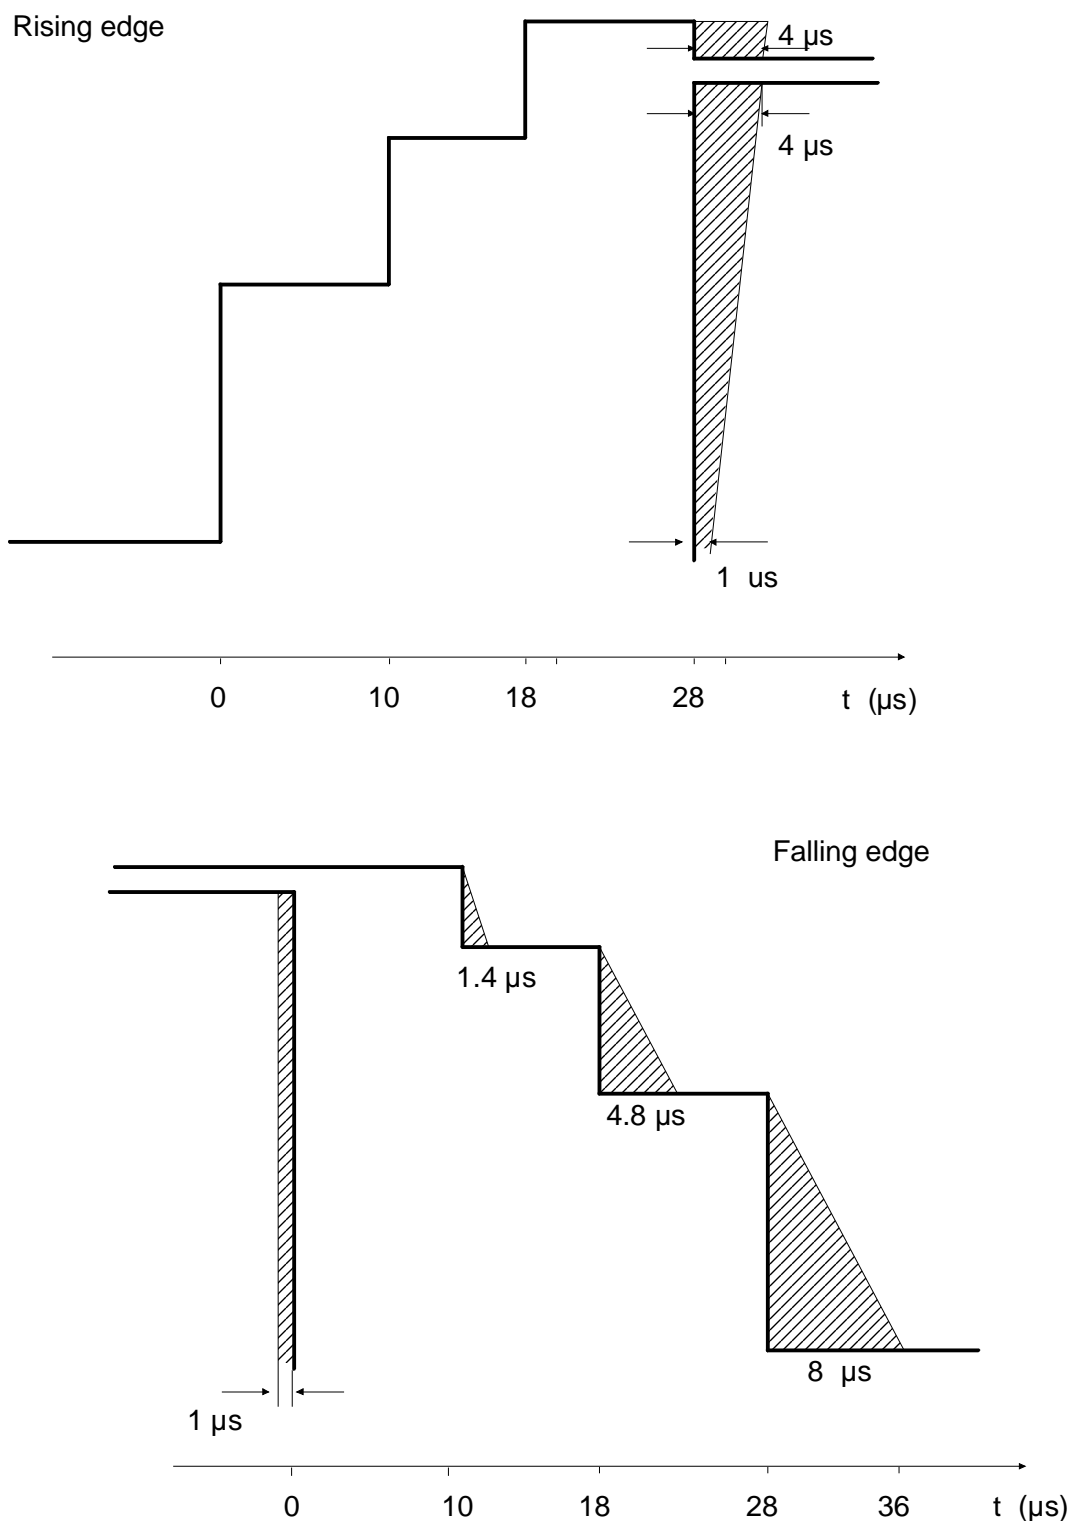 Rising edge
4 µs
4 µs
1 us
0 10 18 28 t (µs)
Falling edge
1.4 µs
4.8 µs
8 µs
1 µs
0 10 18 28 36 t (µs)